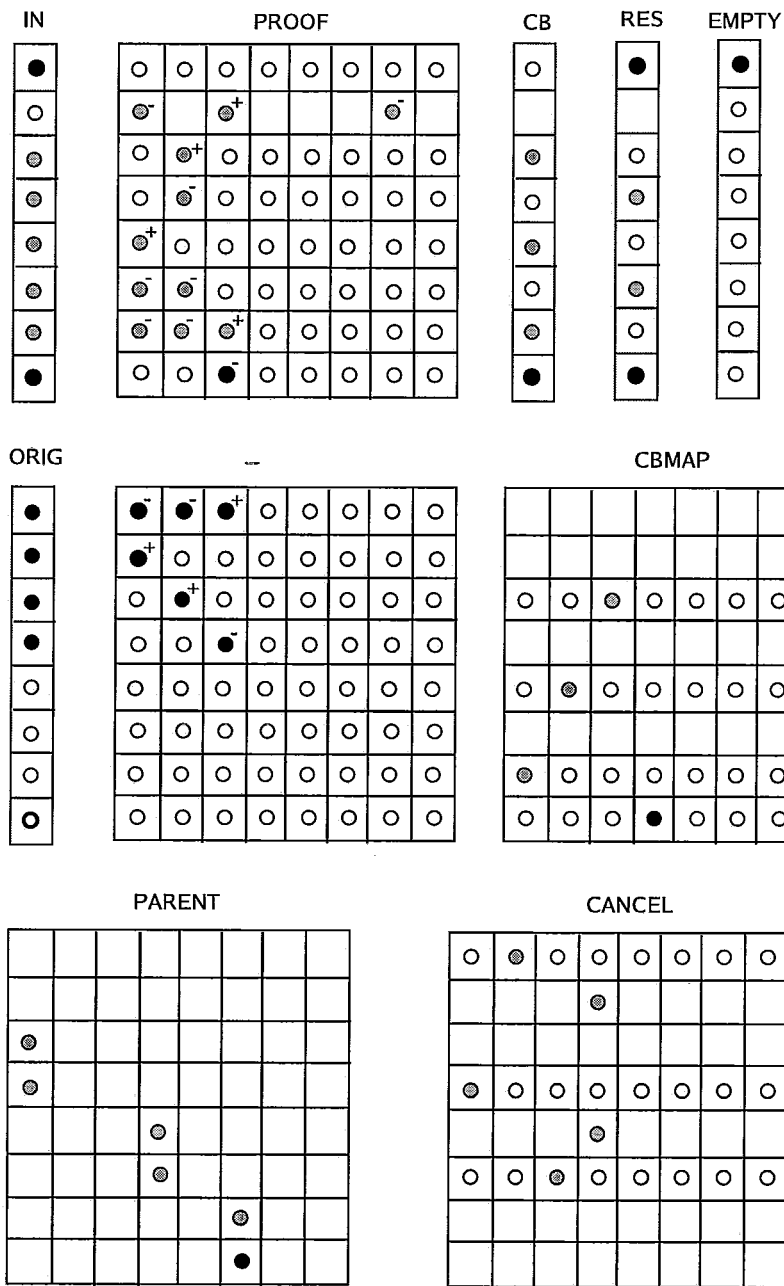 IN PROOF CB RES EMPTY
- + -
+
-
+
- -
- - +
-
ORIG CBMAP
- - +
+
+
-
PARENT CANCEL